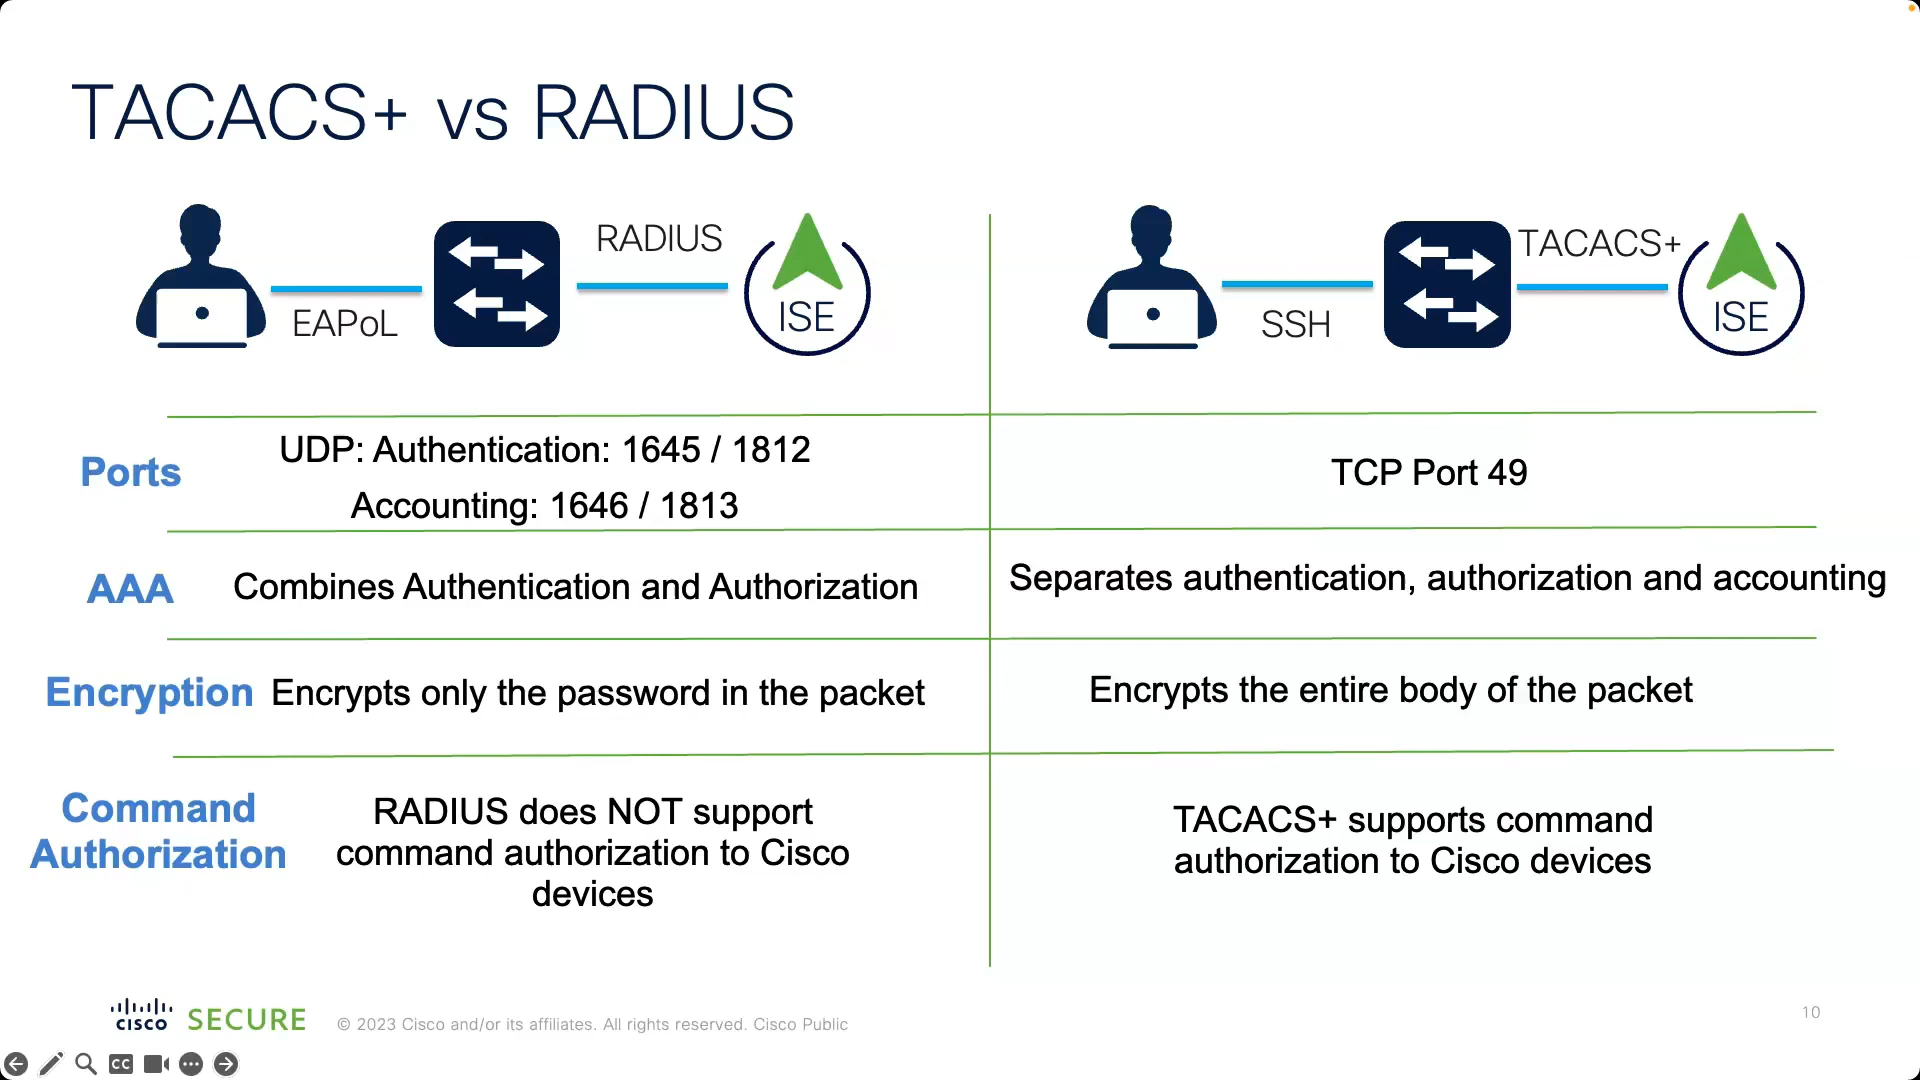 TACACS+ vs RADIUS
EAPoL
RADIUS
ISE
SSH
TACACS+
ISE
Ports
UDP: Authentication: 1645 / 1812
Accounting: 1646 / 1813
TCP Port 49
AAA
Combines Authentication and Authorization
Separates authentication, authorization and accounting
Encryption
Encrypts only the password in the packet
Encrypts the entire body of the packet
Command
Authorization
RADIUS does NOT support
command authorization to Cisco
devices
TACACS+ supports command
authorization to Cisco devices
CISCO SECURE
© 2023 Cisco and/or its affiliates. All rights reserved. Cisco Public
10
CC